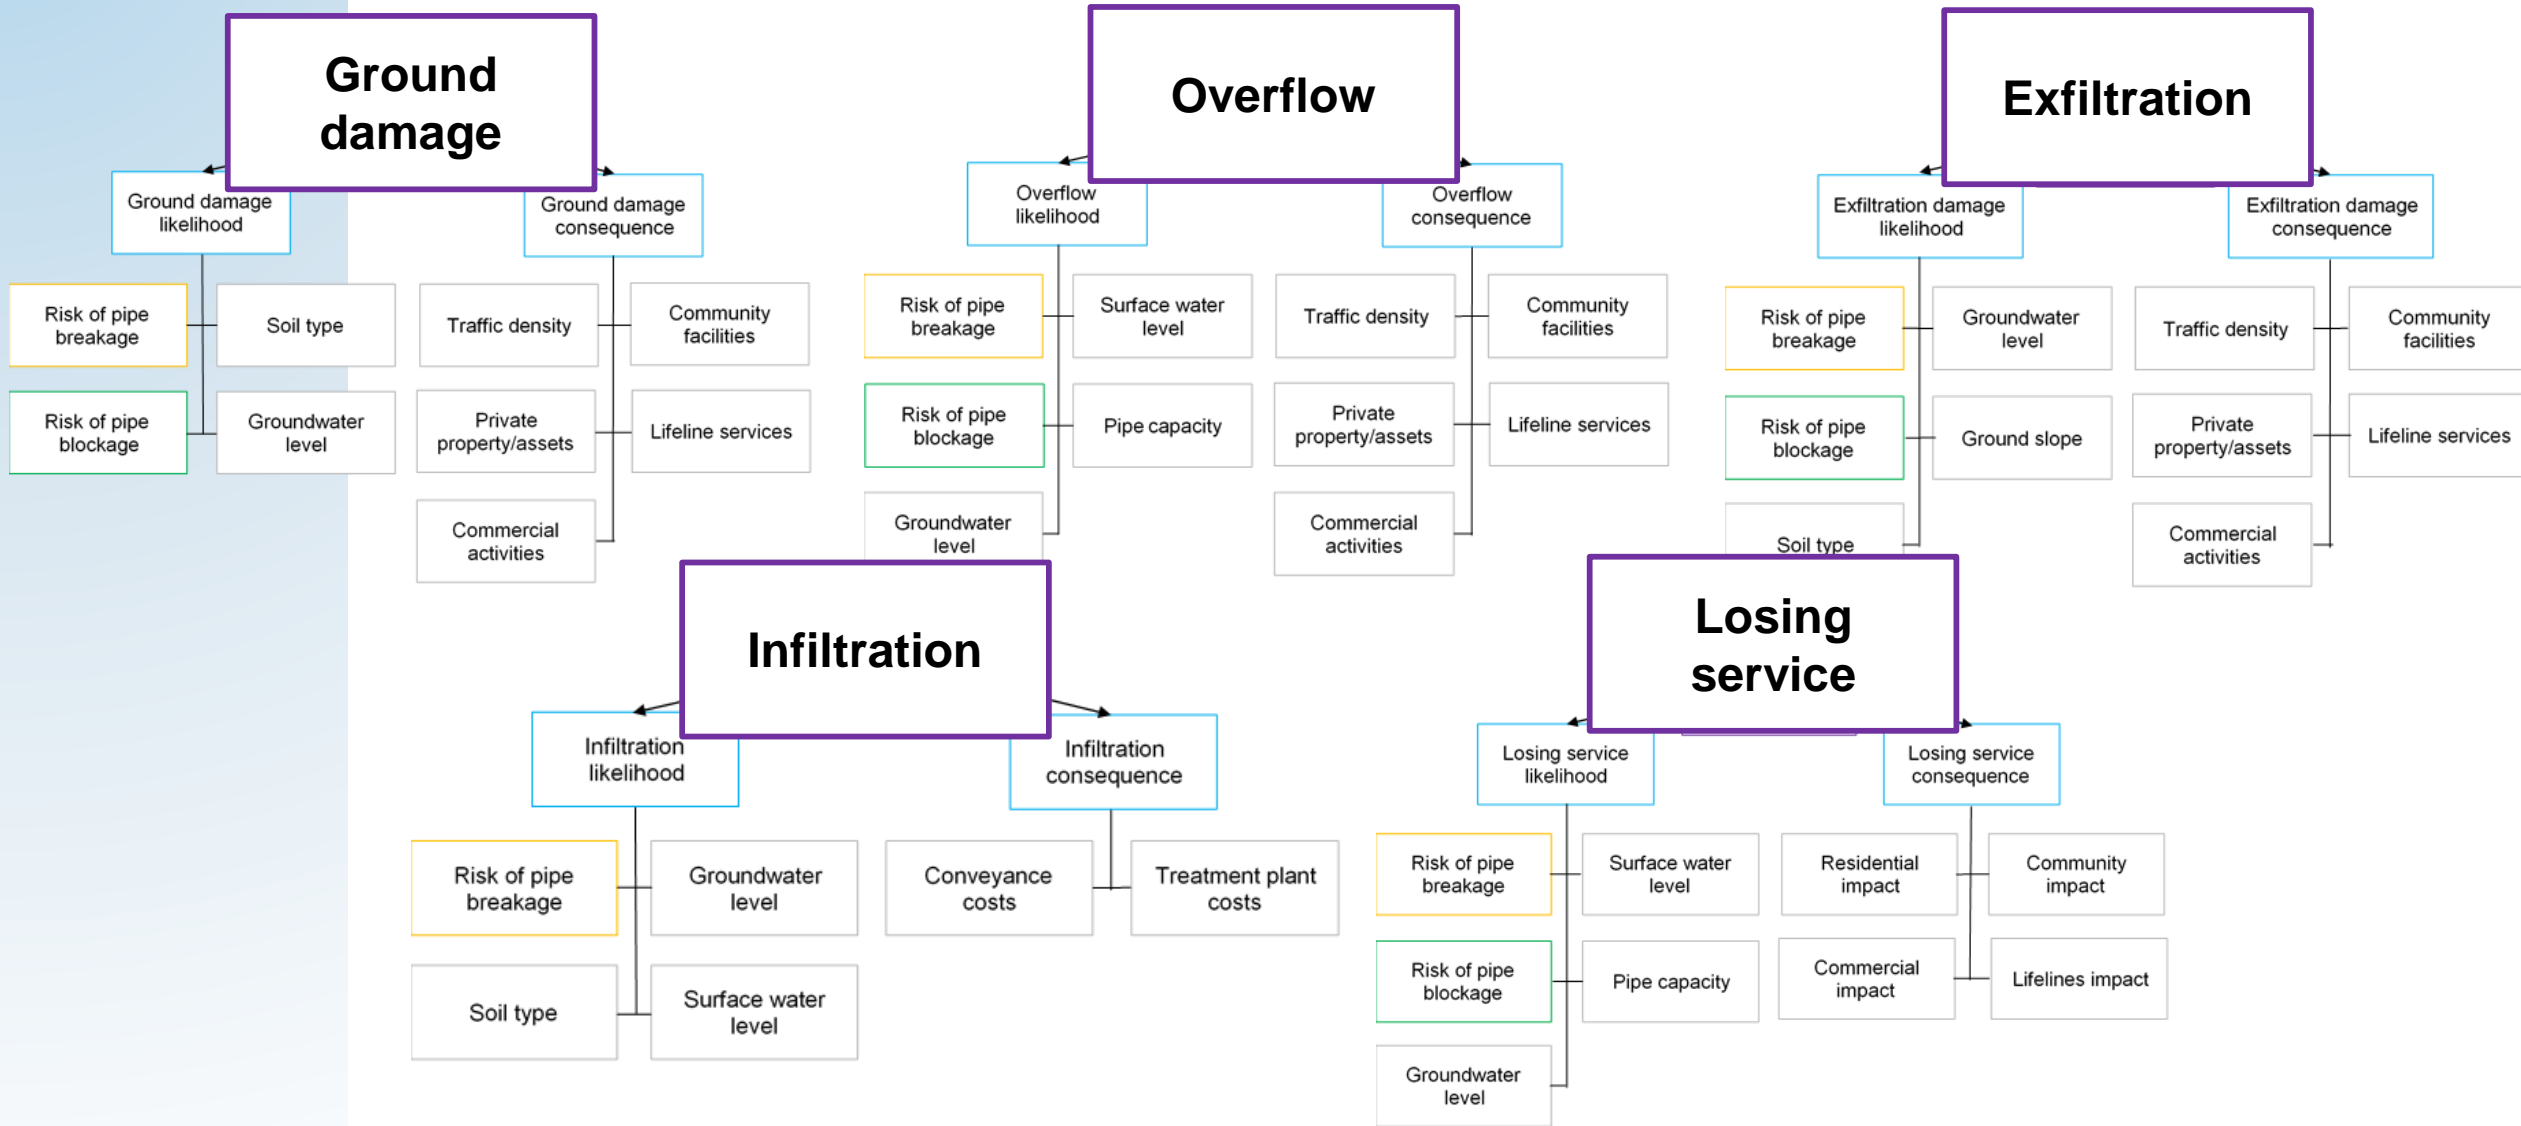 Ground
damage
Ground damage
likelihood
Ground damage
consequence
Risk of pipe
breakage
Soil type
Traffic density
Community
facilities
Risk of pipe
blockage
Groundwater
level
Private
property/assets
Lifeline services
Commercial
activities
Overflow
Overflow
likelihood
Overflow
consequence
Risk of pipe
breakage
Surface water
level
Traffic density
Community
facilities
Risk of pipe
blockage
Pipe capacity
Private
property/assets
Lifeline services
Groundwater
level
Commercial
activities
Exfiltration
Exfiltration damage
likelihood
Exfiltration damage
consequence
Risk of pipe
breakage
Groundwater
level
Traffic density
Community
facilities
Risk of pipe
blockage
Ground slope
Private
property/assets
Lifeline services
Soil type
Commercial
activities
Infiltration
Infiltration
likelihood
Infiltration
consequence
Risk of pipe
breakage
Groundwater
level
Conveyance
costs
Treatment plant
costs
Soil type
Surface water
level
Losing
service
Losing service
likelihood
Losing service
consequence
Risk of pipe
breakage
Surface water
level
Residential
impact
Community
impact
Risk of pipe
blockage
Pipe capacity
Commercial
impact
Lifelines impact
Groundwater
level